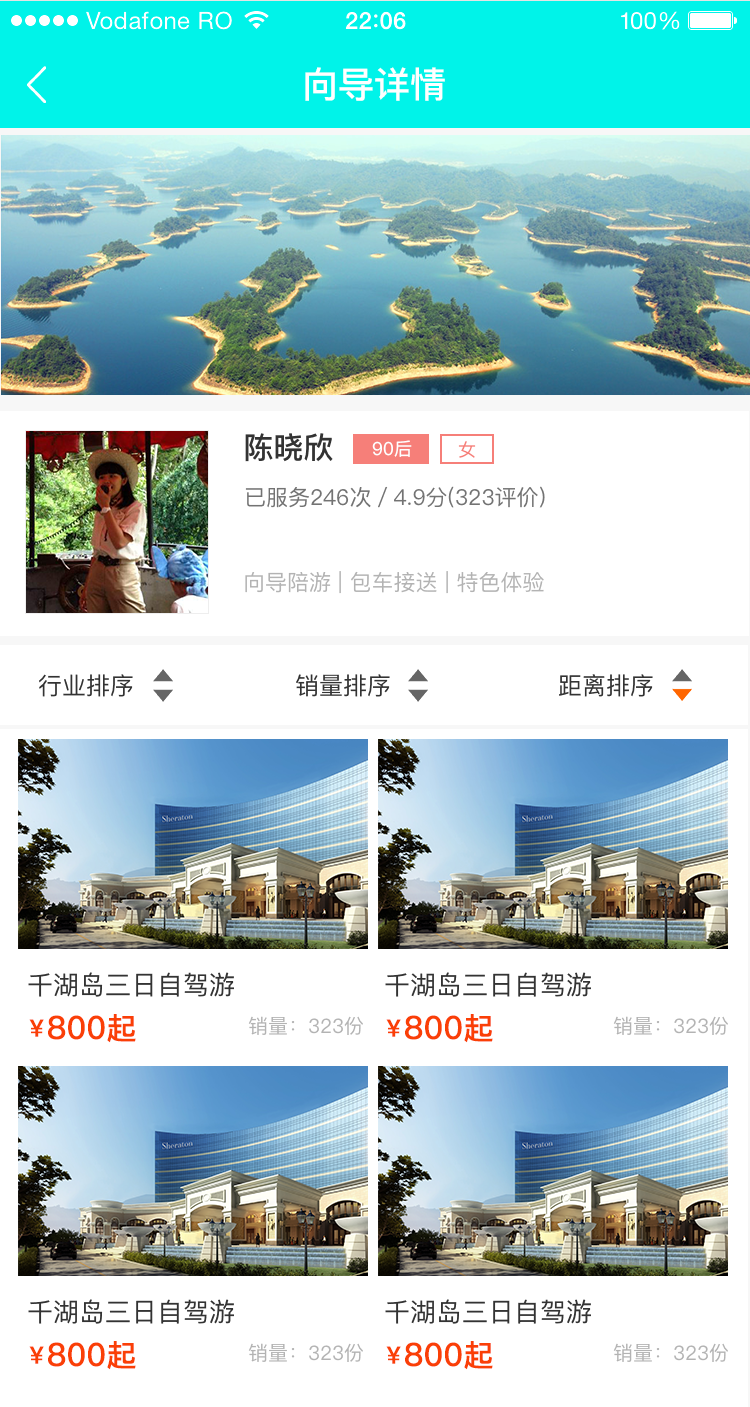 Vodafone RO 22:06 100%
向导详情
陈晓欣 90后 女
已服务246次 / 4.9分(323评价)
向导陪游 | 包车接送 | 特色体验
行业排序 销量排序 距离排序
Sheraton Sheraton
千湖岛三日自驾游 千湖岛三日自驾游
¥800起 销量：323份 ¥800起 销量：323份
Sheraton Sheraton
千湖岛三日自驾游 千湖岛三日自驾游
¥800起 销量：323份 ¥800起 销量：323份